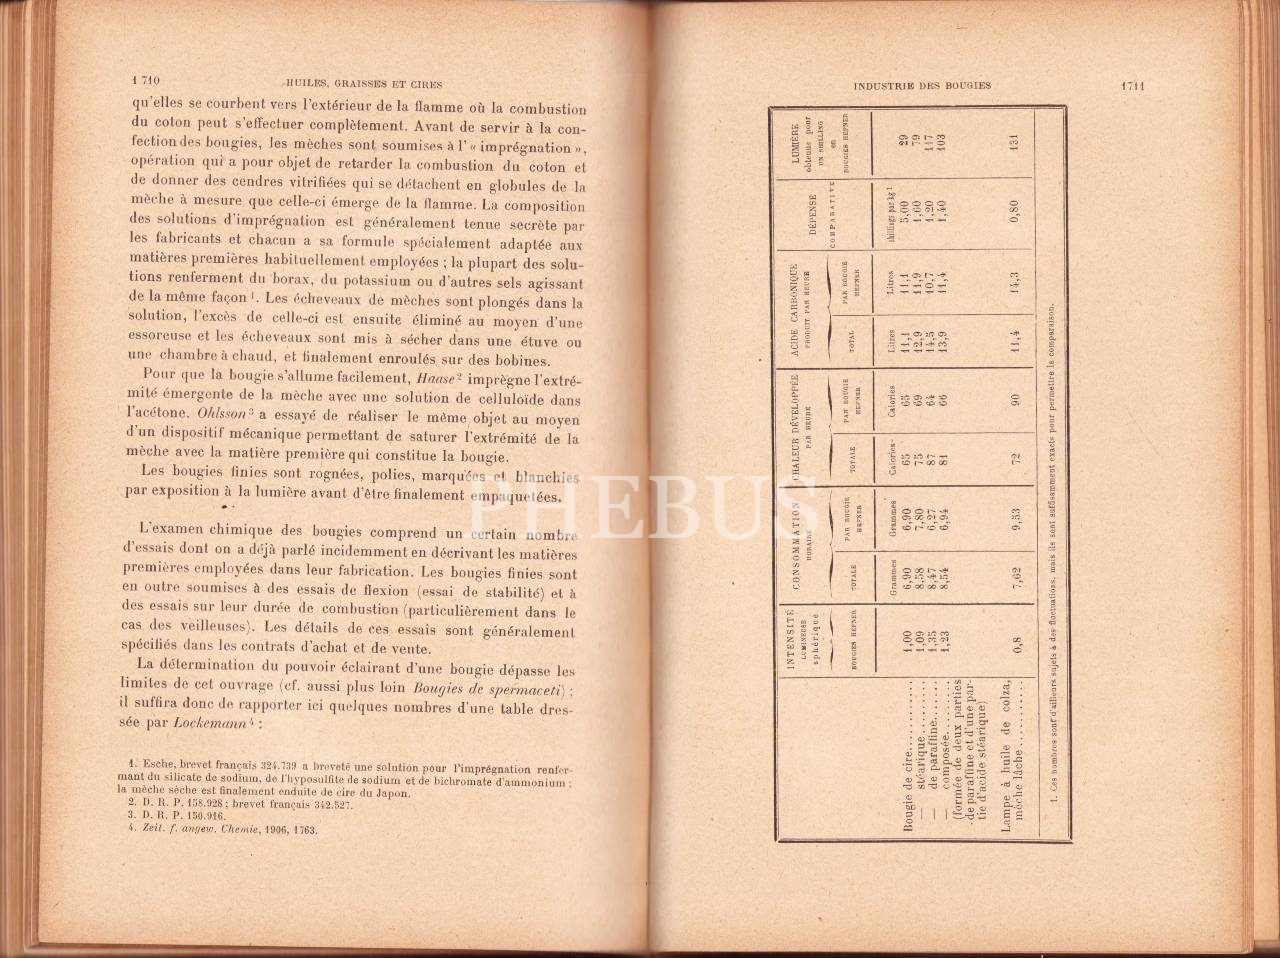 1710
HUILES, GRAISSES ET CIRES
qu'elles se courbent vers l'extérieur de la flamme où la combustion
du coton peut s'effectuer complètement. Avant de servir à la con-
fection des bougies, les mèches sont soumises à l' « imprégnation »,
opération qui a pour objet de retarder la combustion du coton et
de donner des cendres vitrifiées qui se détachent en globules de la
mèche à mesure que celle-ci émerge de la flamme. La composition
des solutions d'imprégnation est généralement tenue secrète par
les fabricants et chacun a sa formule spécialement adaptée aux
matières premières habituellement employées ; la plupart des solu-
tions renferment du borax, du potassium ou d'autres sels agissant
de la même façon 1. Les écheveaux de mèches sont plongés dans la
solution, l'excès de celle-ci est ensuite éliminé au moyen d'une
essoreuse et les écheveaux sont mis à sécher dans une étuve ou
une chambre à chaud, et finalement enroulés sur des bobines.
Pour que la bougie s'allume facilement, Haase 2 imprègne l'extré-
mité émergente de la mèche avec une solution de celluloïde dans
l'acétone. Ohlsson 3 a essayé de réaliser le même objet au moyen
d'un dispositif mécanique permettant de saturer l'extrémité de la
mèche avec la matière première qui constitue la bougie.
Les bougies finies sont rognées, polies, marquées et blanchies
par exposition à la lumière avant d'être finalement empaquetées.
L'examen chimique des bougies comprend un certain nombre
d'essais dont on a déjà parlé incidemment en décrivant les matières
premières employées dans leur fabrication. Les bougies finies sont
en outre soumises à des essais de flexion (essai de stabilité) et à
des essais sur leur durée de combustion (particulièrement dans le
cas des veilleuses). Les détails de ces essais sont généralement
spécifiés dans les contrats d'achat et de vente.
La détermination du pouvoir éclairant d'une bougie dépasse les
limites de cet ouvrage (cf. aussi plus loin Bougies de spermaceti) ;
il suffira donc de rapporter ici quelques nombres d'une table dres-
sée par Lockemann 4 :
1. Esche, brevet français 324.739 a breveté une solution pour l'imprégnation renfer-
mant du silicate de sodium, de l'hyposulfite de sodium et de bichromate d'ammonium ;
la mèche sèche est finalement enduite de cire du Japon.
2. D. R. P. 158.928 ; brevet français 342.527.
3. D. R. P. 150.916.
4. Zeit. f. angew. Chemie, 1906, 1763.
PHEBUS
INDUSTRIE DES BOUGIES
1711
INTENSITÉ LUMINEUSE sphérique
CONSOMMATION HORAIRE
CHALEUR DÉVELOPPÉE PAR HEURE
ACIDE CARBONIQUE PRODUIT PAR HEURE
DÉPENSE COMPARATIVE
LUMIÈRE obtenue pour UN SHILLING en BOUGIES HEFNER
BOUGIES HEFNER TOTALE PAR BOUGIE HEFNER TOTALE PAR BOUGIE HEFNER TOTAL PAR BOUGIE HEFNER
Grammes Grammes Calories Calories Litres Litres shillings par kg 1
Bougie de cire........... 1,00 6,90 6,90 65 65 11,1 11,1 5,00 29
— stéarique........ 1,09 8,58 7,80 75 69 12,9 11,9 1,60 79
— de paraffine...... 1,35 8,47 6,27 87 64 14,5 10,7 1,20 117
— composée......... 1,23 8,54 6,94 81 66 13,9 11,4 1,40 103
(formée de deux parties
de paraffine et d'une par-
tie d'acide stéarique)
Lampe à huile de colza,
mèche lâche.......... 0,8 7,62 9,53 72 90 11,4 14,3 0,80 131
1. Ces nombres sont d'ailleurs sujets à des fluctuations, mais ils sont suffisamment exacts pour permettre la comparaison.